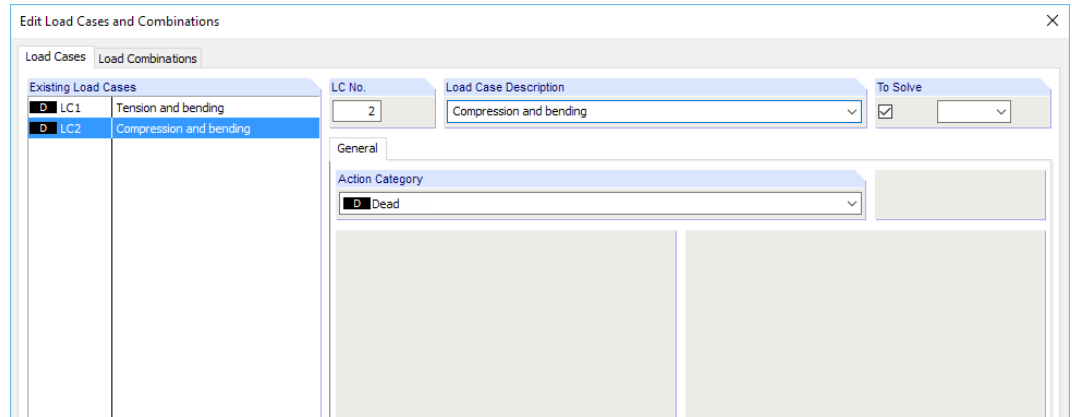 Edit Load Cases and Combinations
Load Cases Load Combinations
Existing Load Cases
D LC1 Tension and bending
D LC2 Compression and bending
LC No.
2
Load Case Description
Compression and bending
To Solve
General
Action Category
D Dead